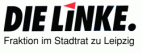 DIE LINKE.
Fraktion im Stadtrat zu Leipzig